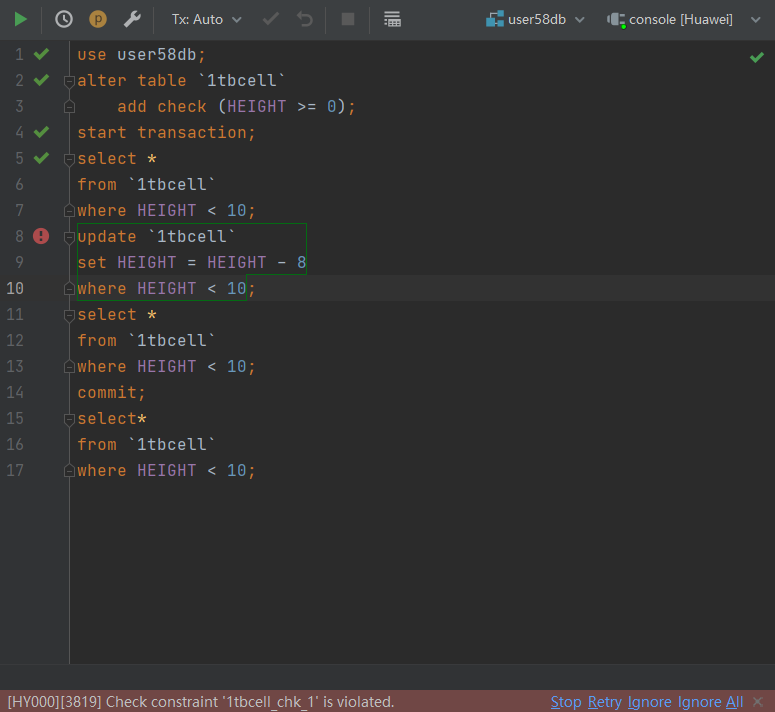 Tx: Auto
user58db
console [Huawei]
1 use user58db;
2 alter table `1tbcell`
3     add check (HEIGHT >= 0);
4 start transaction;
5 select *
6 from `1tbcell`
7 where HEIGHT < 10;
8 update `1tbcell`
9 set HEIGHT = HEIGHT - 8
10 where HEIGHT < 10;
11 select *
12 from `1tbcell`
13 where HEIGHT < 10;
14 commit;
15 select*
16 from `1tbcell`
17 where HEIGHT < 10;
[HY000][3819] Check constraint '1tbcell_chk_1' is violated. Stop Retry Ignore Ignore All